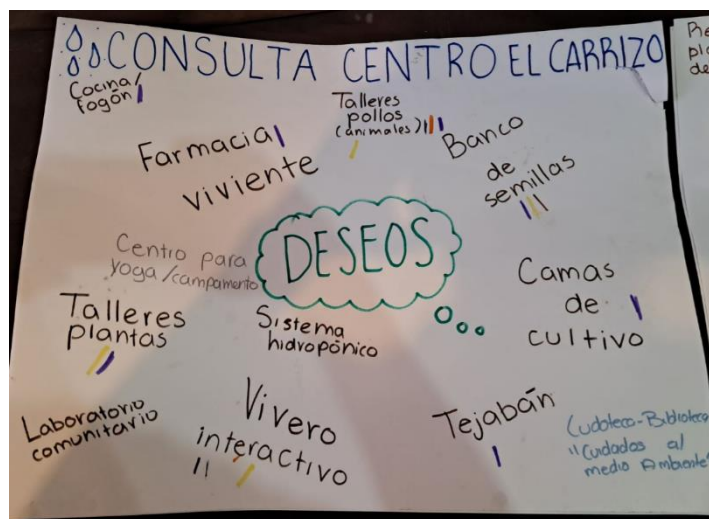 CONSULTA CENTRO EL CARRIZO
Cocina/
fogón
Talleres
pollos
(animales)
Farmacia
viviente
Banco
de
semillas
DESEOS
Centro para
yoga/campamento
Camas
de
cultivo
Talleres
plantas
Sistema
hidropónico
Laboratorio
comunitario
Vivero
interactivo
Tejabán
Ludoteca-Biblioteca
"Cuidados al
medio Ambiente"